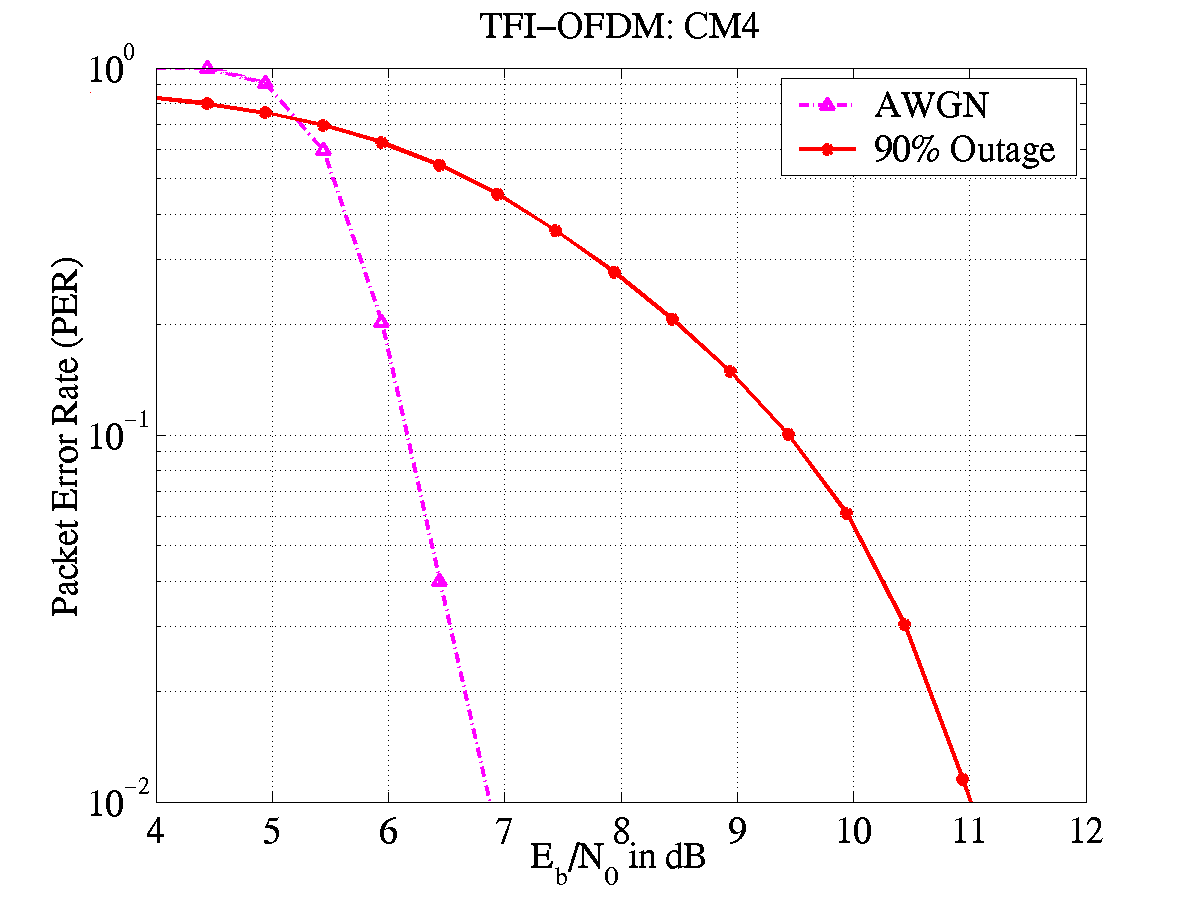 TFI−OFDM: CM4
AWGN
90% Outage
Packet Error Rate (PER)
10^0
10^−1
10^−2
4 5 6 7 8 9 10 11 12
E_b/N_0 in dB